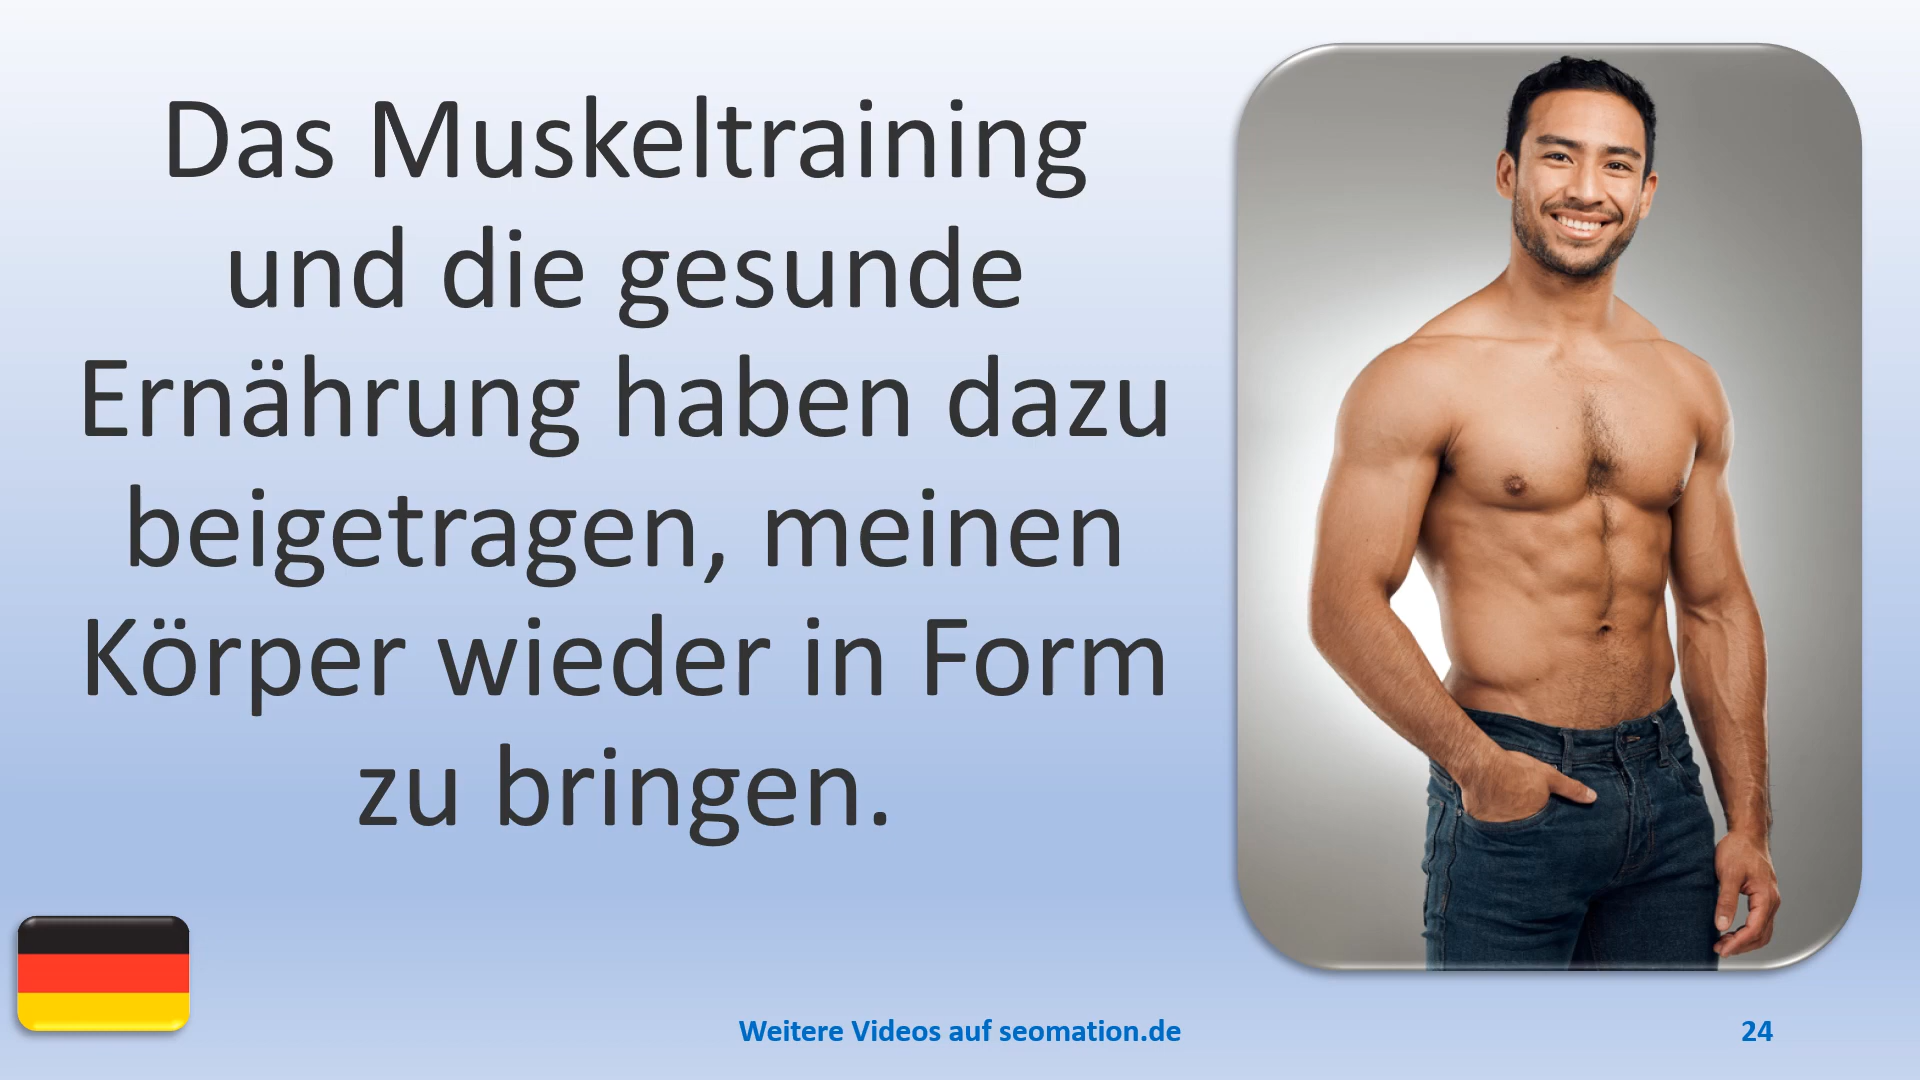 Das Muskeltraining
und die gesunde
Ernährung haben dazu
beigetragen, meinen
Körper wieder in Form
zu bringen.
Weitere Videos auf seomation.de
24